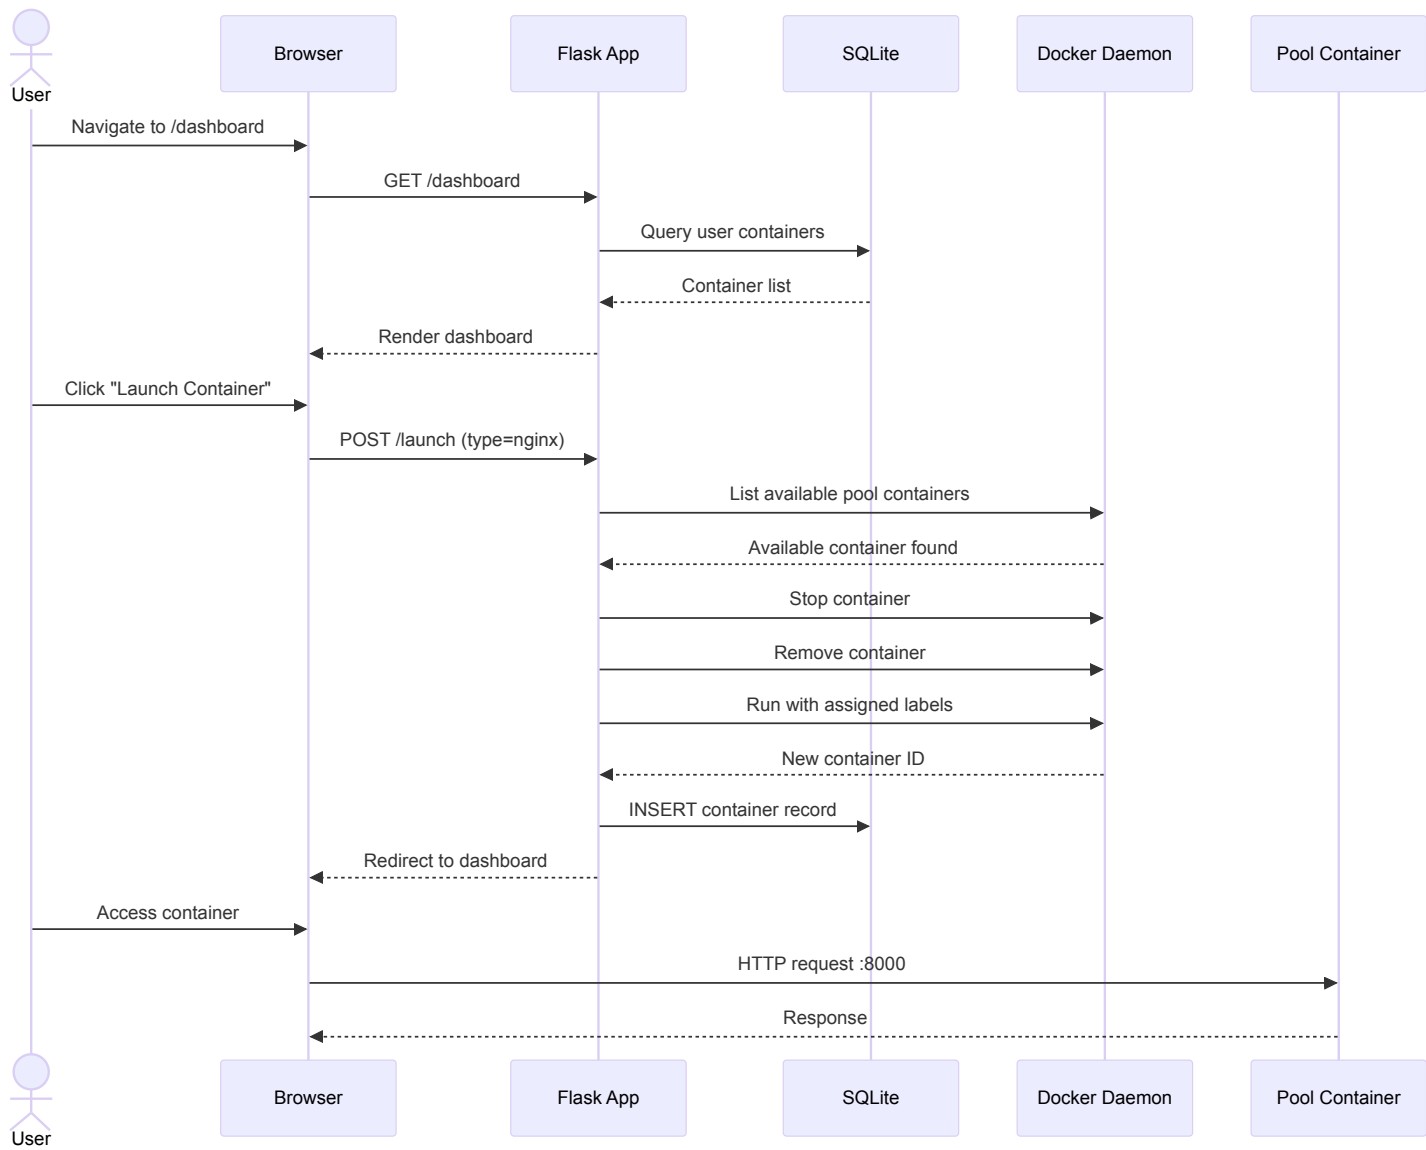 User
Browser
Flask App
SQLite
Docker Daemon
Pool Container
Navigate to /dashboard
GET /dashboard
Query user containers
Container list
Render dashboard
Click "Launch Container"
POST /launch (type=nginx)
List available pool containers
Available container found
Stop container
Remove container
Run with assigned labels
New container ID
INSERT container record
Redirect to dashboard
Access container
HTTP request :8000
Response
User
Browser
Flask App
SQLite
Docker Daemon
Pool Container